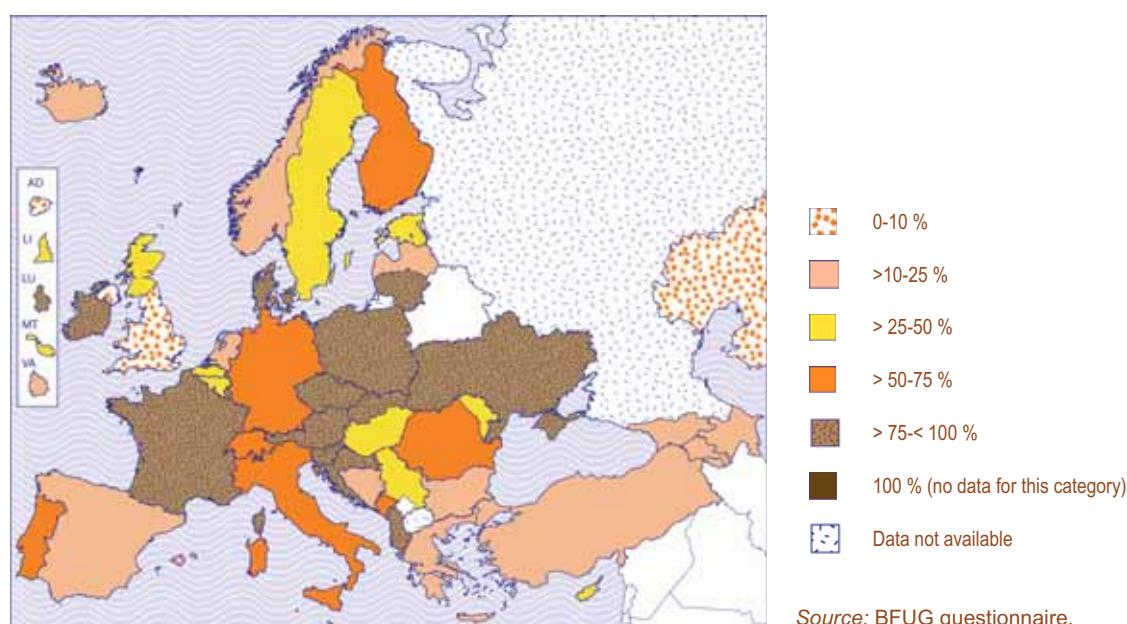 AD
LI
LU
MT
VA
0-10 %
>10-25 %
> 25-50 %
> 50-75 %
> 75-< 100 %
100 % (no data for this category)
Data not available
Source: BFUG questionnaire.